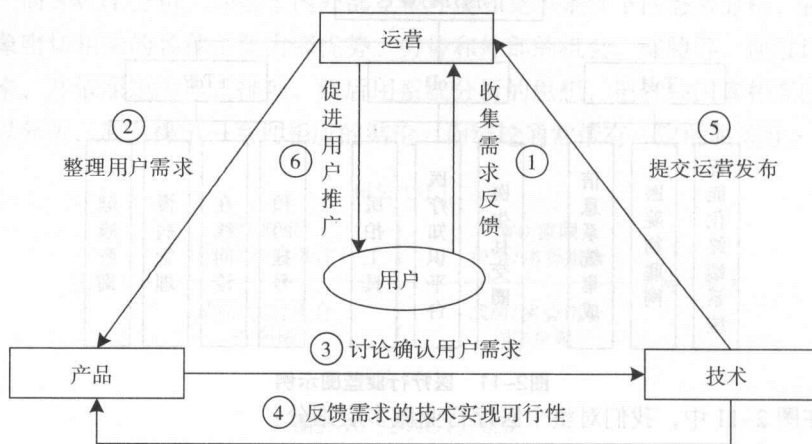 运营
② 整理用户需求
⑥ 促进用户推广
① 收集需求反馈
⑤ 提交运营发布
用户
③ 讨论确认用户需求
产品
技术
④ 反馈需求的技术实现可行性